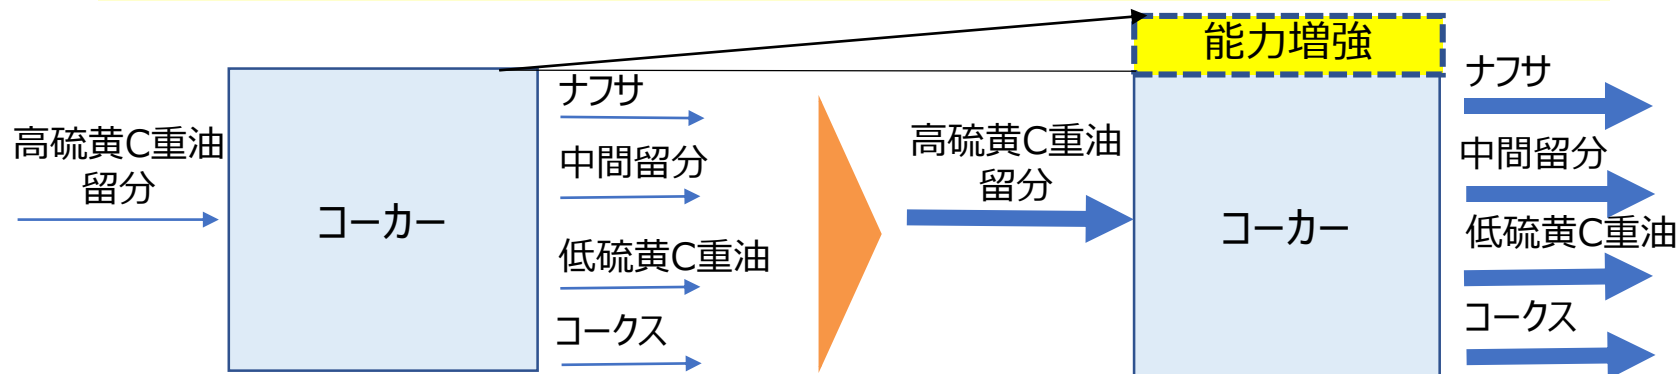 高硫黄C重油
留分
コーカー
ナフサ
中間留分
低硫黄C重油
コークス
高硫黄C重油
留分
能力増強
コーカー
ナフサ
中間留分
低硫黄C重油
コークス